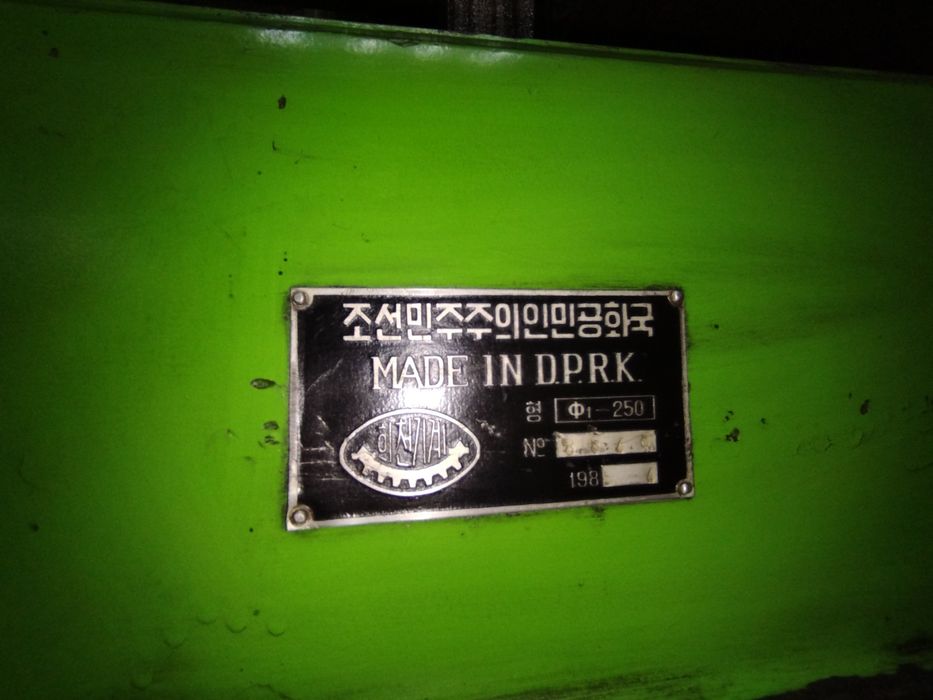 조선민주주의인민공화국
MADE IN D.P.R.K.
형 Ф1-250
희천기계
№
198